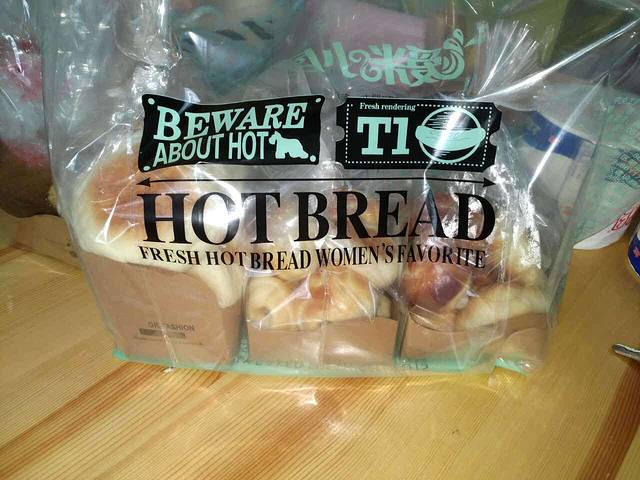 BEWARE
ABOUT HOT
Fresh rendering
T1
HOT BREAD
FRESH HOT BREAD WOMEN'S FAVORITE